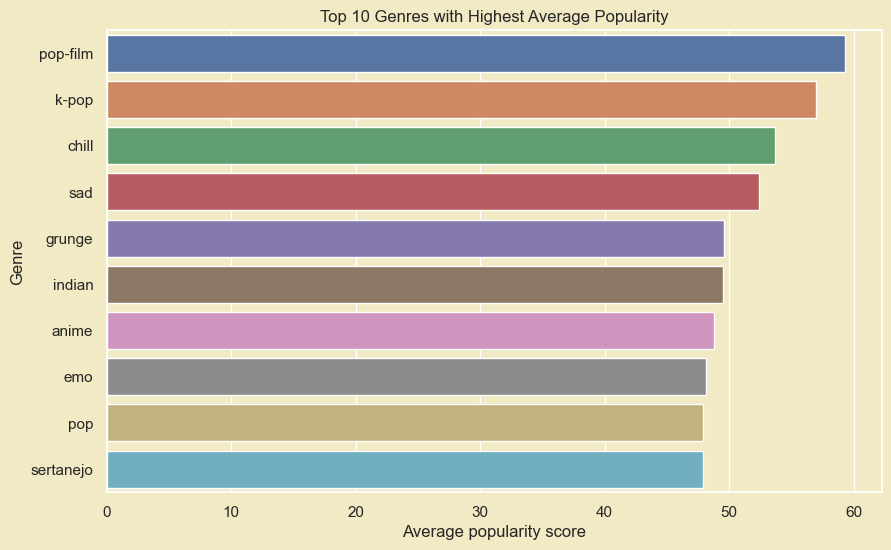 Top 10 Genres with Highest Average Popularity
Genre
pop-film
k-pop
chill
sad
grunge
indian
anime
emo
pop
sertanejo
0 10 20 30 40 50 60
Average popularity score